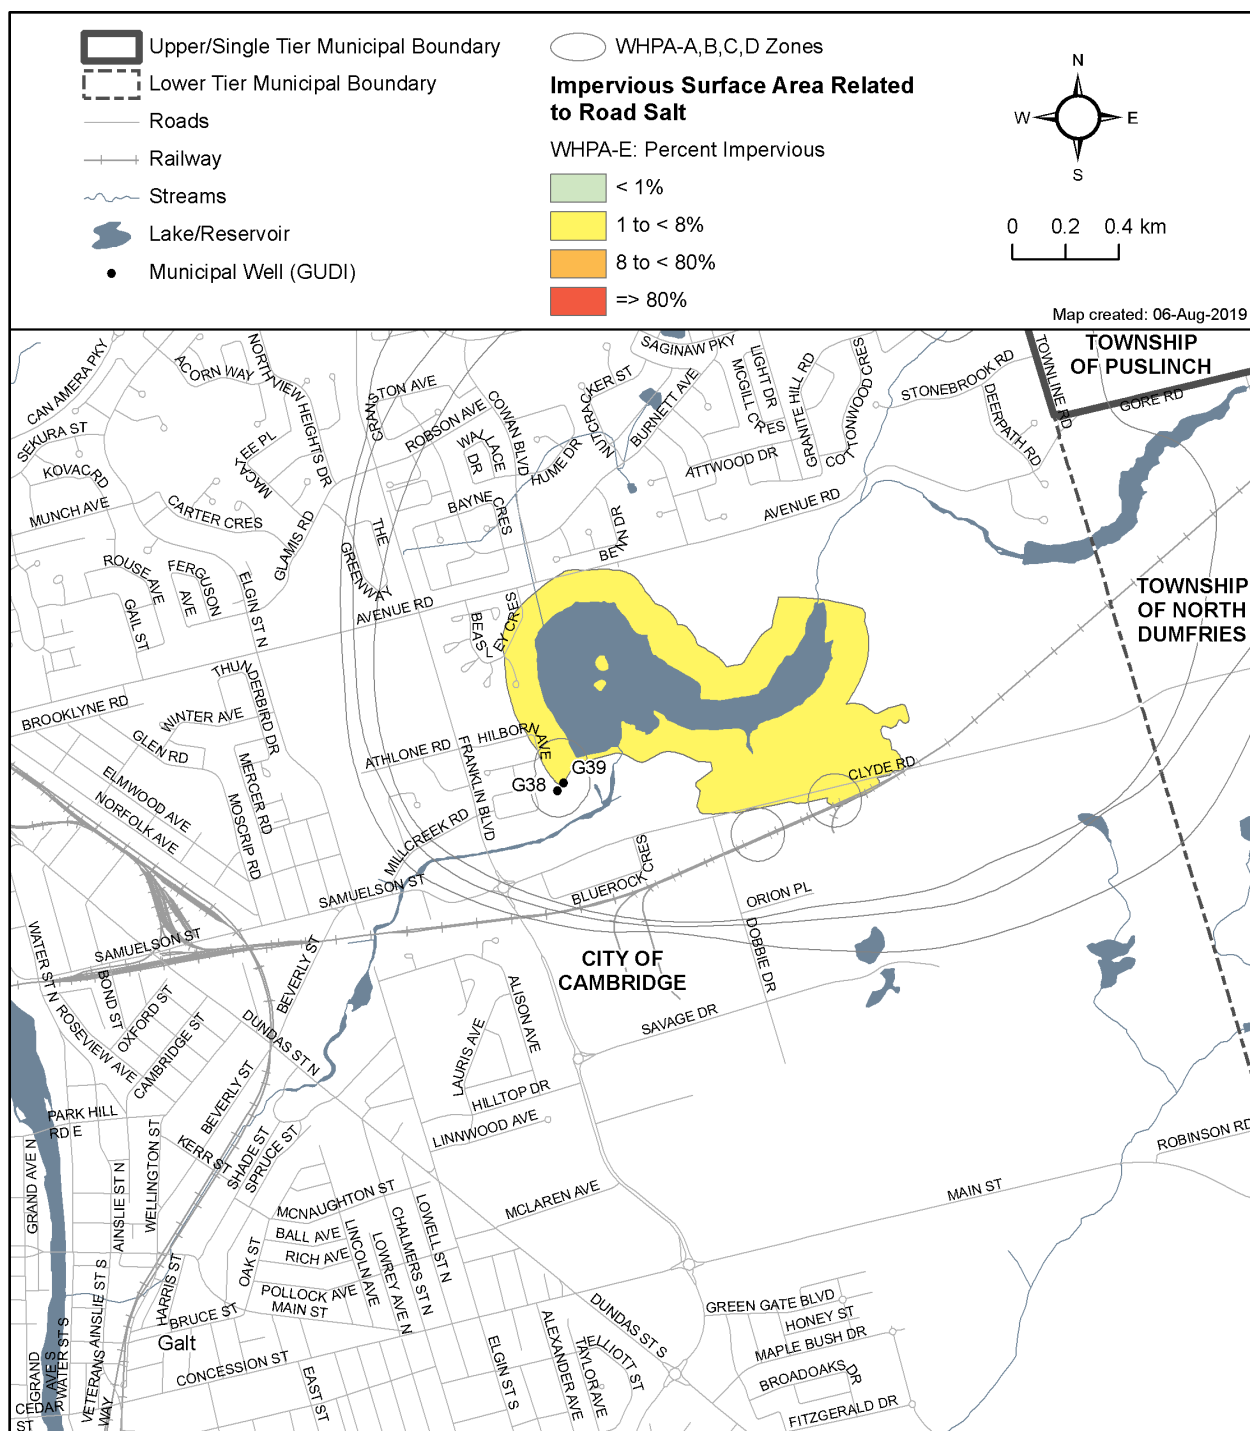 Upper/Single Tier Municipal Boundary
Lower Tier Municipal Boundary
Roads
Railway
Streams
Lake/Reservoir
Municipal Well (GUDI)
WHPA-A,B,C,D Zones
Impervious Surface Area Related
to Road Salt
WHPA-E: Percent Impervious
< 1%
1 to < 8%
8 to < 80%
=> 80%
N
W
E
S
0 0.2 0.4 km
Map created: 06-Aug-2019
TOWNSHIP
OF PUSLINCH
TOWNLINE RD
GORE RD
SAGINAW PKY
CAN AMERA PKY
ACORN WAY
NORTHVIEW HEIGHTS DR
CRANSTON AVE
COWAN BLVD
NUTCRACKER ST
BURNETT AVE
MCGILL CRES
LIGHT DR
GRANITE HILL RD
COTTONWOOD CRES
STONEBROOK RD
DEERPATH RD
SEKURA ST
KOVAC RD
MACATEE PL
ROBSON AVE
WALLACE DR
HUME DR
ATTWOOD DR
MUNCH AVE
CARTER CRES
GLAMIS RD
THE GREENWAY
BAYNE CRES
BEVN DR
AVENUE RD
ROUSE AVE
FERGUSON AVE
GAIL ST
ELGIN ST N
AVENUE RD
BEASLEY CRES
TOWNSHIP
OF NORTH
DUMFRIES
BROOKLYNE RD
THUNDERBIRD DR
WINTER AVE
GLEN RD
MERCER RD
MOSCRIP RD
ELMWOOD AVE
NORFOLK AVE
ATHLONE RD
HILBORN AVE
FRANKLIN BLVD
G39
G38
CLYDE RD
MILLCREEK RD
SAMUELSON ST
BLUEROCK CRES
ORION PL
DOBBIE DR
WATER ST N
SAMUELSON ST
BOND ST
OXFORD ST
CAMBRIDGE ST
ROSEVIEW AVE
BEVERLY ST
DUNDAS ST N
CITY OF
CAMBRIDGE
ALISON AVE
LAURIS AVE
SAVAGE DR
HILLTOP DR
LINNWOOD AVE
PARK HILL
RD E
BEVERLY ST
KERR ST
SHADE ST
SPRUCE ST
GRAND AVE N
AINSLIE ST N
WELLINGTON ST
ROBINSON RD
MAIN ST
MCLAREN AVE
MCNAUGHTON ST
BALL AVE
RICH AVE
OAK ST
LINCOLN AVE
LOWREY AVE N
CHALMERS ST N
LOWELL ST N
POLLOCK AVE
MAIN ST
HARRIS ST
BRUCE ST
Galt
AINSLIE ST S
WATER ST S
VETERANS WAY
GRAND AVE S
CEDAR ST
CONCESSION ST
EAST ST
ELGIN ST S
ALEXANDER AVE
TAYLOR AVE
ELLIOTT ST
DUNDAS ST S
GREEN GATE BLVD
HONEY ST
MAPLE BUSH DR
BROADOAKS DR
FITZGERALD DR